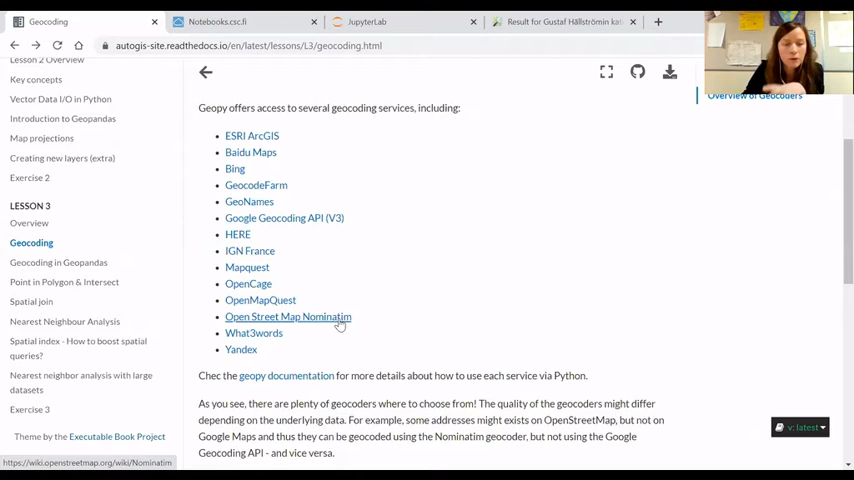 Geocoding
Notebooks.csc.fi
JupyterLab
Result for Gustaf Hällströmin kat
autogis-site.readthedocs.io/en/latest/lessons/L3/geocoding.html
Lesson 2 Overview
Key concepts
Vector Data I/O in Python
Introduction to Geopandas
Map projections
Creating new layers (extra)
Exercise 2
LESSON 3
Overview
Geocoding
Geocoding in Geopandas
Point in Polygon & Intersect
Spatial join
Nearest Neighbour Analysis
Spatial index - How to boost spatial
queries?
Nearest neighbor analysis with large
datasets
Exercise 3
Theme by the Executable Book Project
https://wiki.openstreetmap.org/wiki/Nominatim
Geopy offers access to several geocoding services, including:
ESRI ArcGIS
Baidu Maps
Bing
GeocodeFarm
GeoNames
Google Geocoding API (V3)
HERE
IGN France
Mapquest
OpenCage
OpenMapQuest
Open Street Map Nominatim
What3words
Yandex
Chec the geopy documentation for more details about how to use each service via Python.
As you see, there are plenty of geocoders where to choose from! The quality of the geocoders might differ
depending on the underlying data. For example, some addresses might exists on OpenStreetMap, but not on
Google Maps and thus they can be geocoded using the Nominatim geocoder, but not using the Google
Geocoding API - and vice versa.
Overview of Geocoders
v: latest